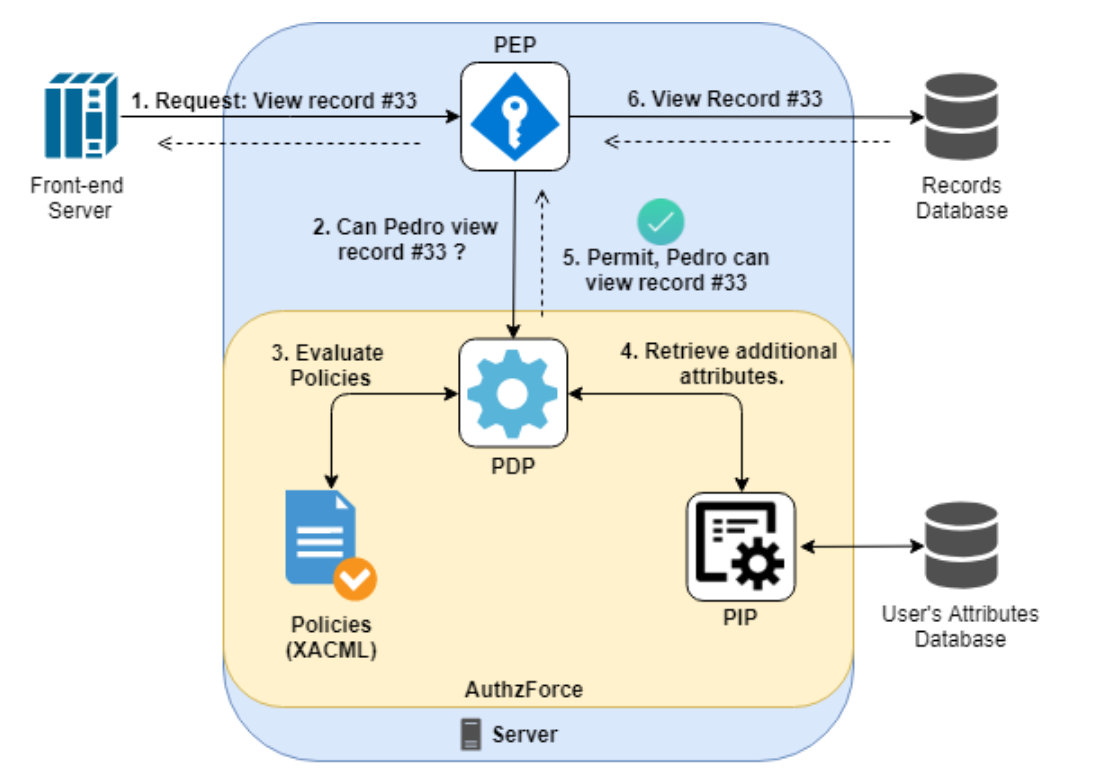 PEP
1. Request: View record #33
6. View Record #33
Front-end
Server
Records
Database
2. Can Pedro view
record #33 ?
5. Permit, Pedro can
view record #33
3. Evaluate
Policies
4. Retrieve additional
attributes.
PDP
Policies
(XACML)
PIP
User's Attributes
Database
AuthzForce
Server